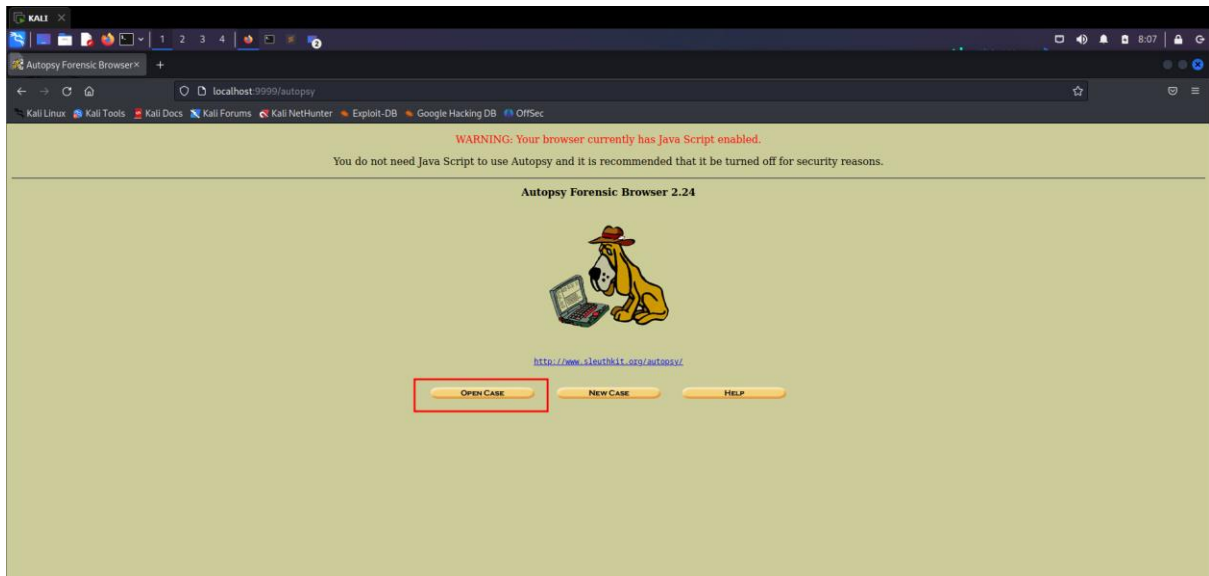 KALI
1 2 3 4 2 8:07
Autopsy Forensic Browser
localhost:9999/autopsy
Kali Linux Kali Tools Kali Docs Kali Forums Kali NetHunter Exploit-DB Google Hacking DB OffSec
WARNING: Your browser currently has Java Script enabled.
You do not need Java Script to use Autopsy and it is recommended that it be turned off for security reasons.
Autopsy Forensic Browser 2.24
http://www.sleuthkit.org/autopsy/
OPEN CASE NEW CASE HELP